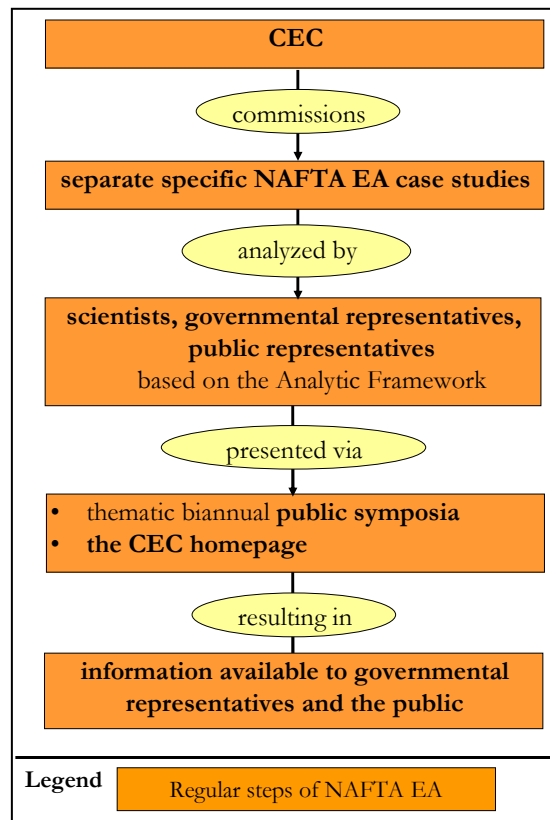 CEC
commissions
separate specific NAFTA EA case studies
analyzed by
scientists, governmental representatives,
public representatives
based on the Analytic Framework
presented via
• thematic biannual public symposia
• the CEC homepage
resulting in
information available to governmental
representatives and the public
Legend
Regular steps of NAFTA EA